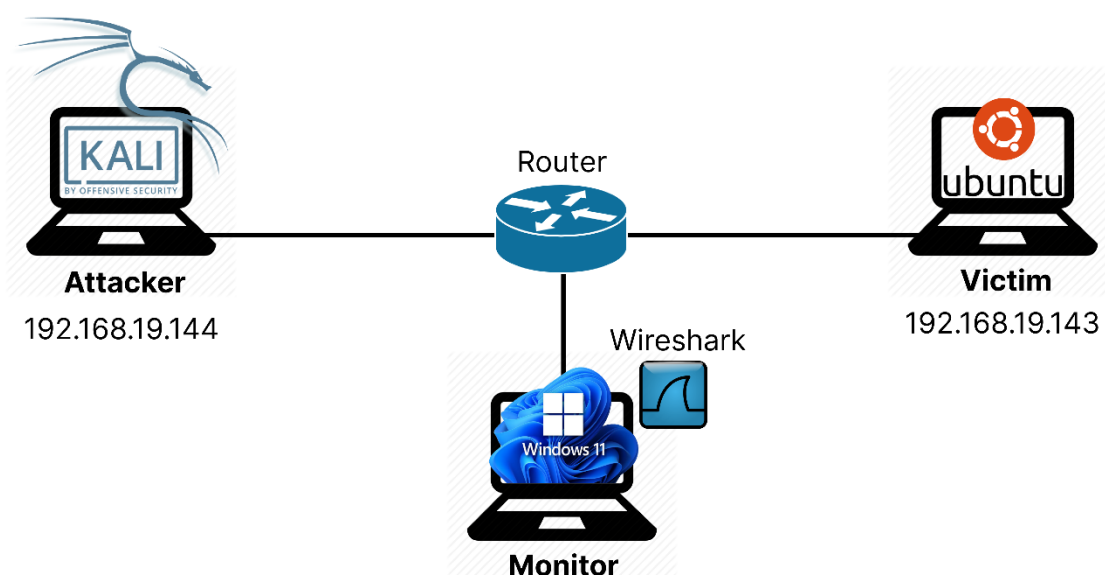 KALI
BY OFFENSIVE SECURITY
Attacker
192.168.19.144
Router
ubuntu
Victim
192.168.19.143
Wireshark
Windows 11
Monitor